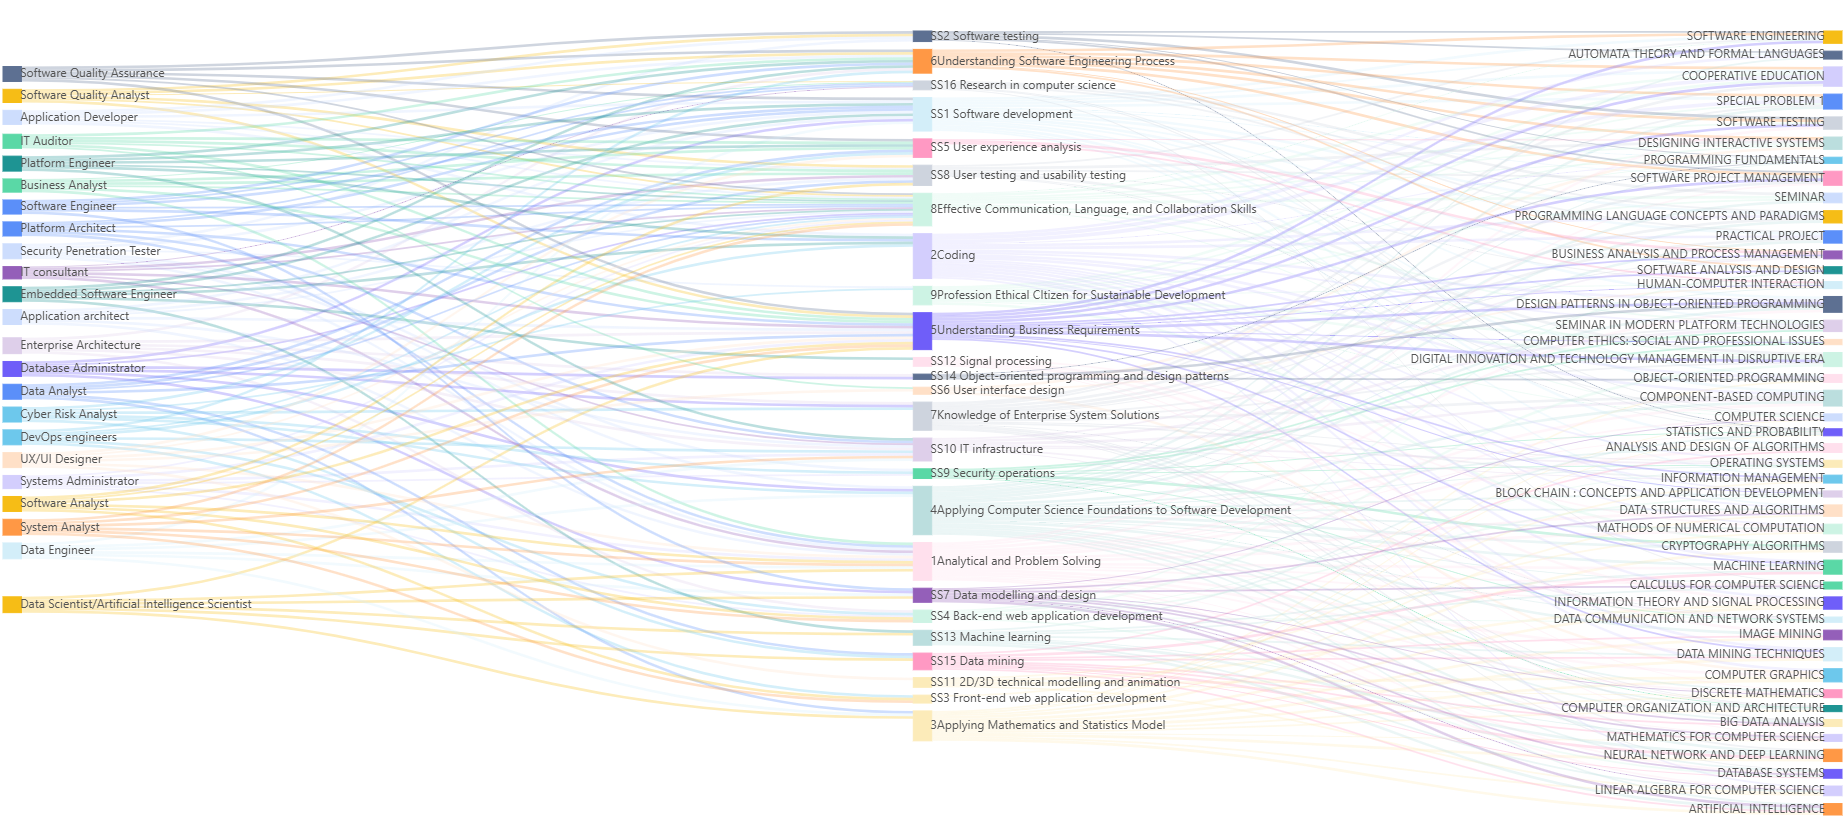 Software Quality Assurance
Software Quality Analyst
Application Developer
IT Auditor
Platform Engineer
Business Analyst
Software Engineer
Platform Architect
Security Penetration Tester
IT consultant
Embedded Software Engineer
Application architect
Enterprise Architecture
Database Administrator
Data Analyst
Cyber Risk Analyst
DevOps engineers
UX/UI Designer
Systems Administrator
Software Analyst
System Analyst
Data Engineer
Data Scientist/Artificial Intelligence Scientist
SS2 Software testing
6Understanding Software Engineering Process
SS16 Research in computer science
SS1 Software development
SS5 User experience analysis
SS8 User testing and usability testing
8Effective Communication, Language, and Collaboration Skills
2Coding
9Profession Ethical CItizen for Sustainable Development
5Understanding Business Requirements
SS12 Signal processing
SS14 Object-oriented programming and design patterns
SS6 User interface design
7Knowledge of Enterprise System Solutions
SS10 IT infrastructure
SS9 Security operations
4Applying Computer Science Foundations to Software Development
1Analytical and Problem Solving
SS7 Data modelling and design
SS4 Back-end web application development
SS13 Machine learning
SS15 Data mining
SS11 2D/3D technical modelling and animation
SS3 Front-end web application development
3Applying Mathematics and Statistics Model
SOFTWARE ENGINEERING
AUTOMATA THEORY AND FORMAL LANGUAGES
COOPERATIVE EDUCATION
SPECIAL PROBLEM 1
SOFTWARE TESTING
DESIGNING INTERACTIVE SYSTEMS
PROGRAMMING FUNDAMENTALS
SOFTWARE PROJECT MANAGEMENT
SEMINAR
PROGRAMMING LANGUAGE CONCEPTS AND PARADIGMS
PRACTICAL PROJECT
BUSINESS ANALYSIS AND PROCESS MANAGEMENT
SOFTWARE ANALYSIS AND DESIGN
HUMAN-COMPUTER INTERACTION
DESIGN PATTERNS IN OBJECT-ORIENTED PROGRAMMING
SEMINAR IN MODERN PLATFORM TECHNOLOGIES
COMPUTER ETHICS: SOCIAL AND PROFESSIONAL ISSUES
DIGITAL INNOVATION AND TECHNOLOGY MANAGEMENT IN DISRUPTIVE ERA
OBJECT-ORIENTED PROGRAMMING
COMPONENT-BASED COMPUTING
COMPUTER SCIENCE
STATISTICS AND PROBABILITY
ANALYSIS AND DESIGN OF ALGORITHMS
OPERATING SYSTEMS
INFORMATION MANAGEMENT
BLOCK CHAIN : CONCEPTS AND APPLICATION DEVELOPMENT
DATA STRUCTURES AND ALGORITHMS
MATHODS OF NUMERICAL COMPUTATION
CRYPTOGRAPHY ALGORITHMS
MACHINE LEARNING
CALCULUS FOR COMPUTER SCIENCE
INFORMATION THEORY AND SIGNAL PROCESSING
DATA COMMUNICATION AND NETWORK SYSTEMS
IMAGE MINING
DATA MINING TECHNIQUES
COMPUTER GRAPHICS
DISCRETE MATHEMATICS
COMPUTER ORGANIZATION AND ARCHITECTURE
BIG DATA ANALYSIS
MATHEMATICS FOR COMPUTER SCIENCE
NEURAL NETWORK AND DEEP LEARNING
DATABASE SYSTEMS
LINEAR ALGEBRA FOR COMPUTER SCIENCE
ARTIFICIAL INTELLIGENCE